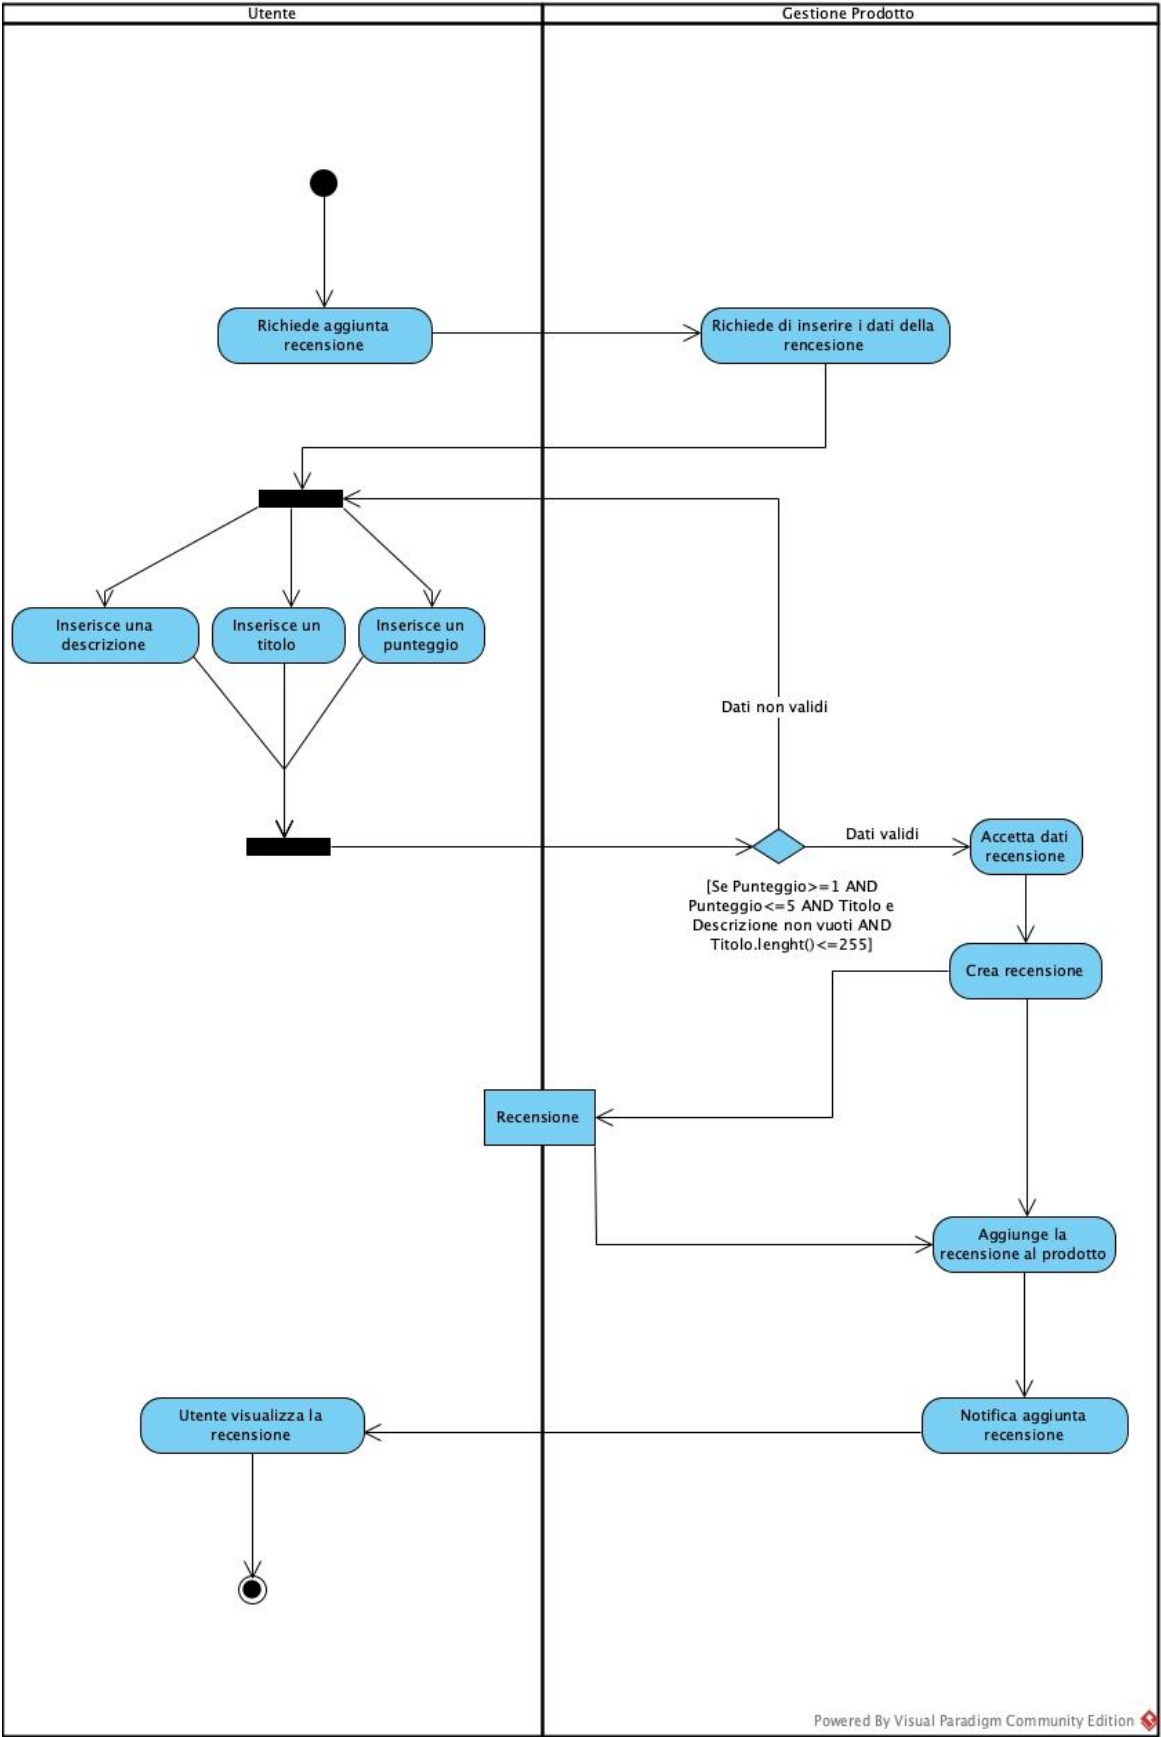 Utente
Gestione Prodotto
Richiede aggiunta
recensione
Richiede di inserire i dati della
rencesione
Inserisce una
descrizione
Inserisce un
titolo
Inserisce un
punteggio
Dati non validi
Dati validi
Accetta dati
recensione
[Se Punteggio>=1 AND
Punteggio<=5 AND Titolo e
Descrizione non vuoti AND
Titolo.lenght()<=255]
Crea recensione
Recensione
Aggiunge la
recensione al prodotto
Utente visualizza la
recensione
Notifica aggiunta
recensione
Powered By Visual Paradigm Community Edition